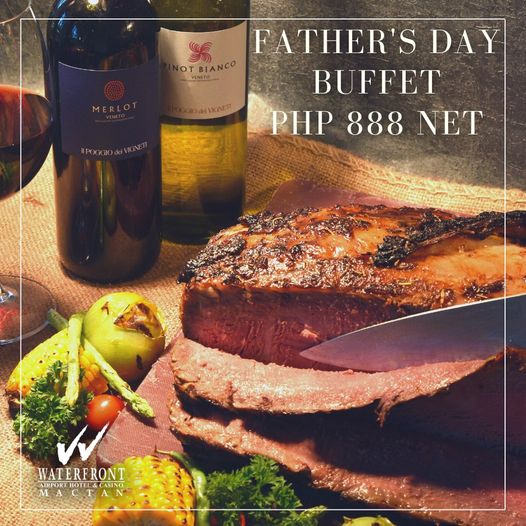 FATHER'S DAY
BUFFET
PHP 888 NET
MERLOT
VENETO
IL POGGIO dei VIGNETI
PINOT BIANCO
VENETO
IL POGGIO dei VIGNETI
WATERFRONT
AIRPORT HOTEL & CASINO
MACTAN